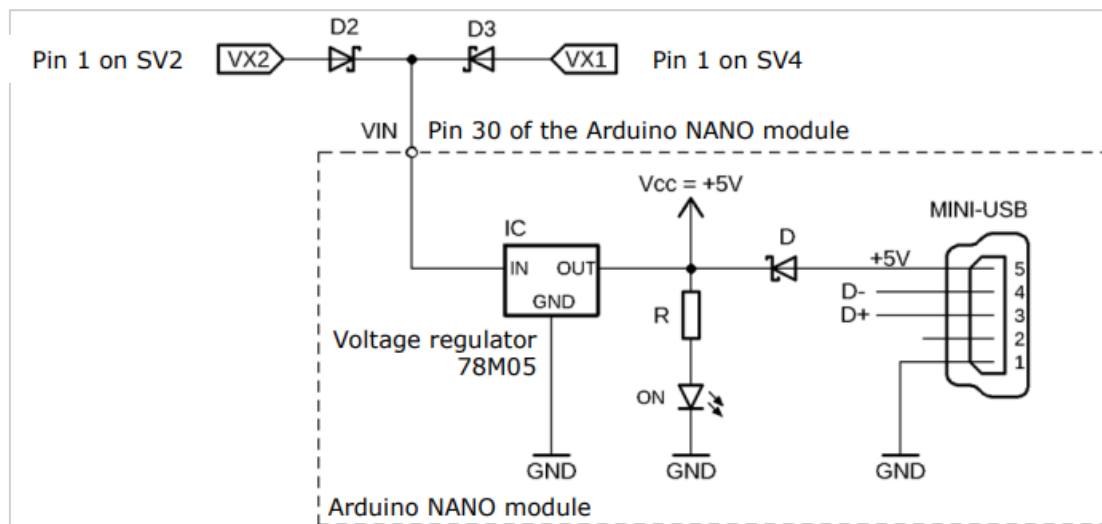 D2
D3
Pin 1 on SV2
VX2
VX1
Pin 1 on SV4
VIN
Pin 30 of the Arduino NANO module
Vcc = +5V
MINI-USB
IC
D
IN
OUT
GND
+5V
5
D-
4
D+
3
2
1
R
Voltage regulator
78M05
ON
GND
GND
GND
Arduino NANO module